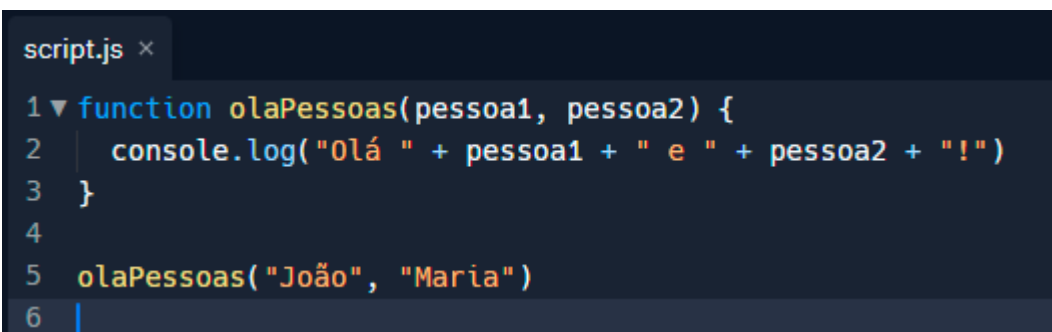 script.js ×
1 function olaPessoas(pessoa1, pessoa2) {
2 console.log("Olá " + pessoa1 + " e " + pessoa2 + "!")
3 }
4
5 olaPessoas("João", "Maria")
6